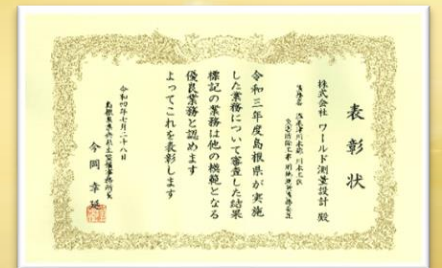 表彰状
株式会社 ワールド測量設計 殿
令和三年度島根県が実施
した業務について審査した結果
標記の業務は他の模範となる
優良業務と認めます
よってこれを表彰します
令和四年七月二十八日
今岡 幸延